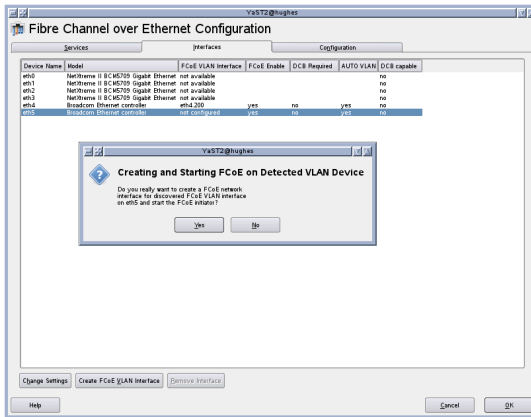 YaST2@hughes
Fibre Channel over Ethernet Configuration
Services Interfaces Configuration
Device Name Model FCoE VLAN Interface FCoE Enable DCB Required AUTO VLAN DCB capable
eth0 NetXtreme II BCM5709 Gigabit Ethernet not available no
eth1 NetXtreme II BCM5709 Gigabit Ethernet not available no
eth2 NetXtreme II BCM5709 Gigabit Ethernet not available no
eth3 NetXtreme II BCM5709 Gigabit Ethernet not available no
eth4 Broadcom Ethernet controller eth4.200 yes no yes no
eth5 Broadcom Ethernet controller not configured yes no yes no
YaST2@hughes
Creating and Starting FCoE on Detected VLAN Device
Do you really want to create a FCoE network
interface for discovered FCoE VLAN interface
on eth5 and start the FCoE initiator?
Yes No
Change Settings Create FCoE VLAN Interface Remove Interface
Help Cancel OK